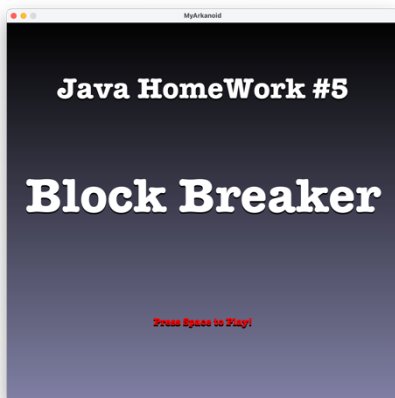 MyArkanoid
Java HomeWork #5
Block Breaker
Press Space to Play!